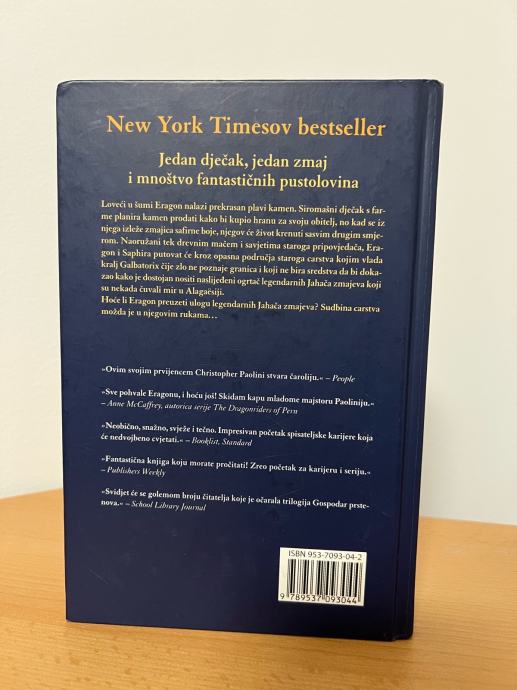 New York Timesov bestseller
Jedan dječak, jedan zmaj
i mnoštvo fantastičnih pustolovina
Loveći u šumi Eragon nalazi prekrasan plavi kamen. Siromašni dječak s far-
me planira kamen prodati kako bi kupio hranu za svoju obitelj, no kad se iz
njega izleže zmajica safirne boje, njegov će život krenuti sasvim drugim smje-
rom. Naoružani tek drevnim mačem i savjetima staroga pripovjedača, Era-
gon i Saphira putovat će kroz opasna područja staroga carstva kojim vlada
kralj Galbatorix čije zlo ne poznaje granica i koji ne bira sredstva da bi doka-
zao kako je dostojan nositi naslijeđeni ogrtač legendarnih Jahača zmajeva koji
su nekada čuvali mir u Alagaësiji.
Hoće li Eragon preuzeti ulogu legendarnih Jahača zmajeva? Sudbina carstva
možda je u njegovim rukama…
»Ovim svojim prvijencem Christopher Paolini stvara čaroliju.« – People
»Sve pohvale Eragonu, i hoću još! Skidam kapu mladome majstoru Paoliniju.«
– Anne McCaffrey, autorica serije The Dragonriders of Pern
»Neobično, snažno, svježe i tečno. Impresivan početak spisateljske karijere koja
će nedvojbeno cvjetati.« – Booklist, Standard
»Fantastična knjiga koju morate pročitati! Zreo početak za karijeru i seriju.«
– Publishers Weekly
»Svidjet će se golemom broju čitatelja koje je očarala trilogija Gospodar prste-
nova.« – School Library Journal
ISBN 953-7093-04-2
9 789537 093044